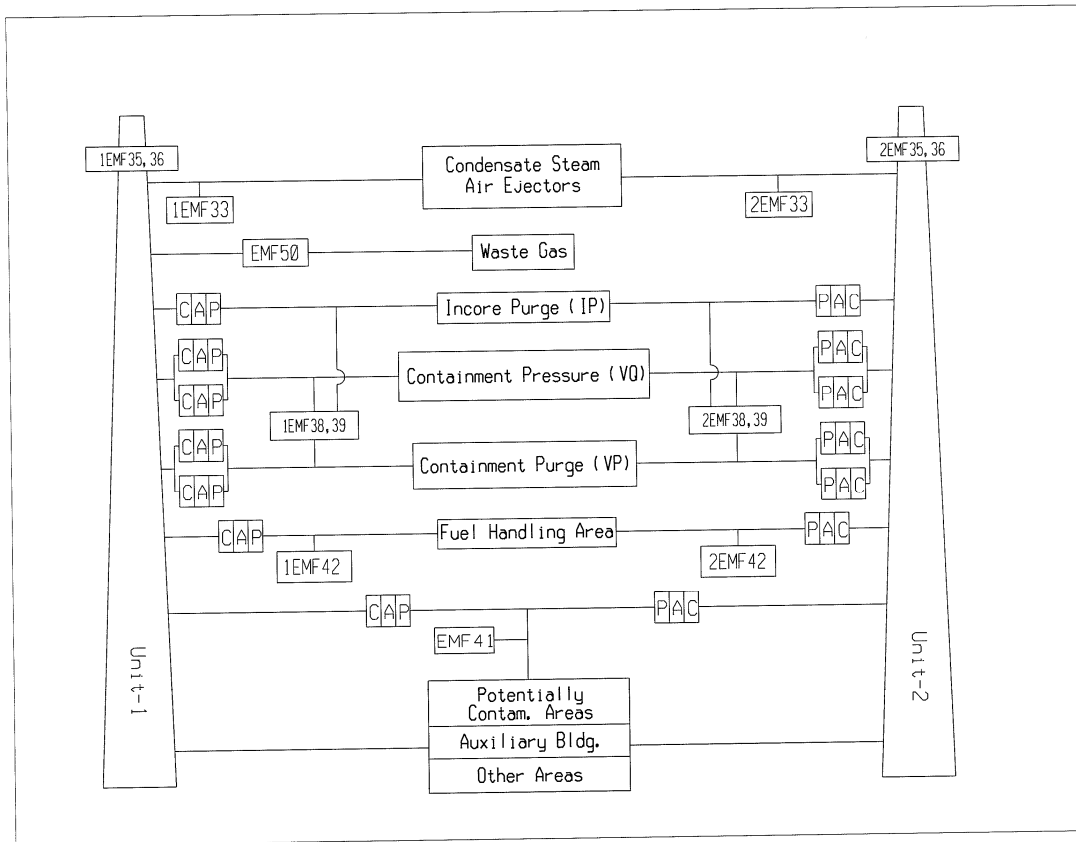 1EMF35,36
2EMF35,36
Condensate Steam
Air Ejectors
1EMF33
2EMF33
EMF50
Waste Gas
CAP
Incore Purge (IP)
PAC
CAP
PAC
Containment Pressure (VQ)
CAP
PAC
1EMF38,39
2EMF38,39
CAP
PAC
Containment Purge (VP)
CAP
PAC
CAP
Fuel Handling Area
PAC
1EMF42
2EMF42
CAP
PAC
EMF41
Unit-1
Unit-2
Potentially
Contam. Areas
Auxiliary Bldg.
Other Areas